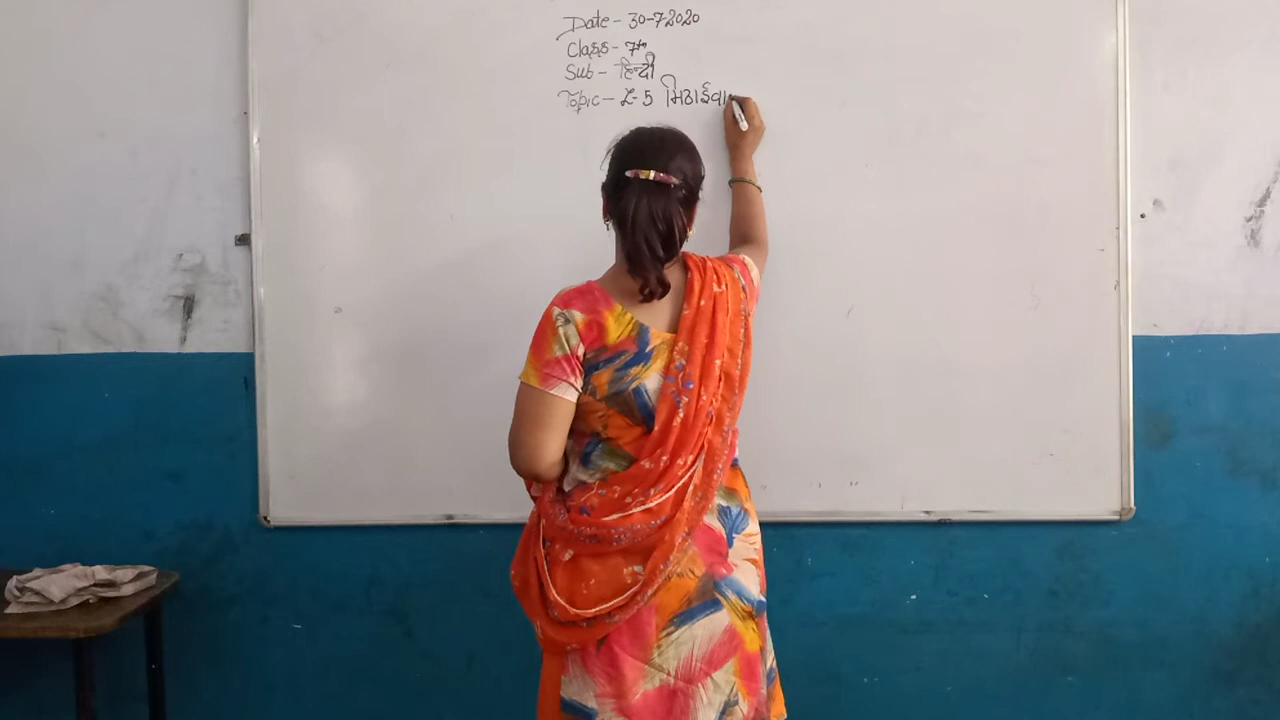 Date - 30-7-2020
Class - 7th
Sub - हिन्दी
Topic - L-5 मिठाईवा